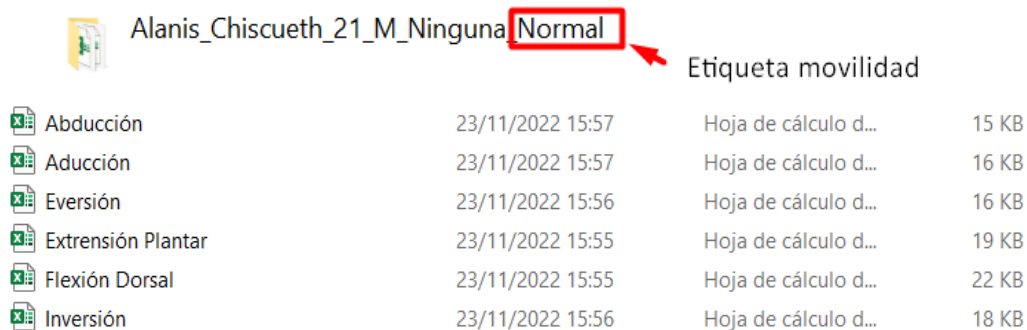 Alanis_Chiscueth_21_M_Ninguna_Normal
Etiqueta movilidad
Abducción 23/11/2022 15:57 Hoja de cálculo d... 15 KB
Aducción 23/11/2022 15:57 Hoja de cálculo d... 16 KB
Eversión 23/11/2022 15:56 Hoja de cálculo d... 16 KB
Extrensión Plantar 23/11/2022 15:55 Hoja de cálculo d... 19 KB
Flexión Dorsal 23/11/2022 15:55 Hoja de cálculo d... 22 KB
Inversión 23/11/2022 15:56 Hoja de cálculo d... 18 KB